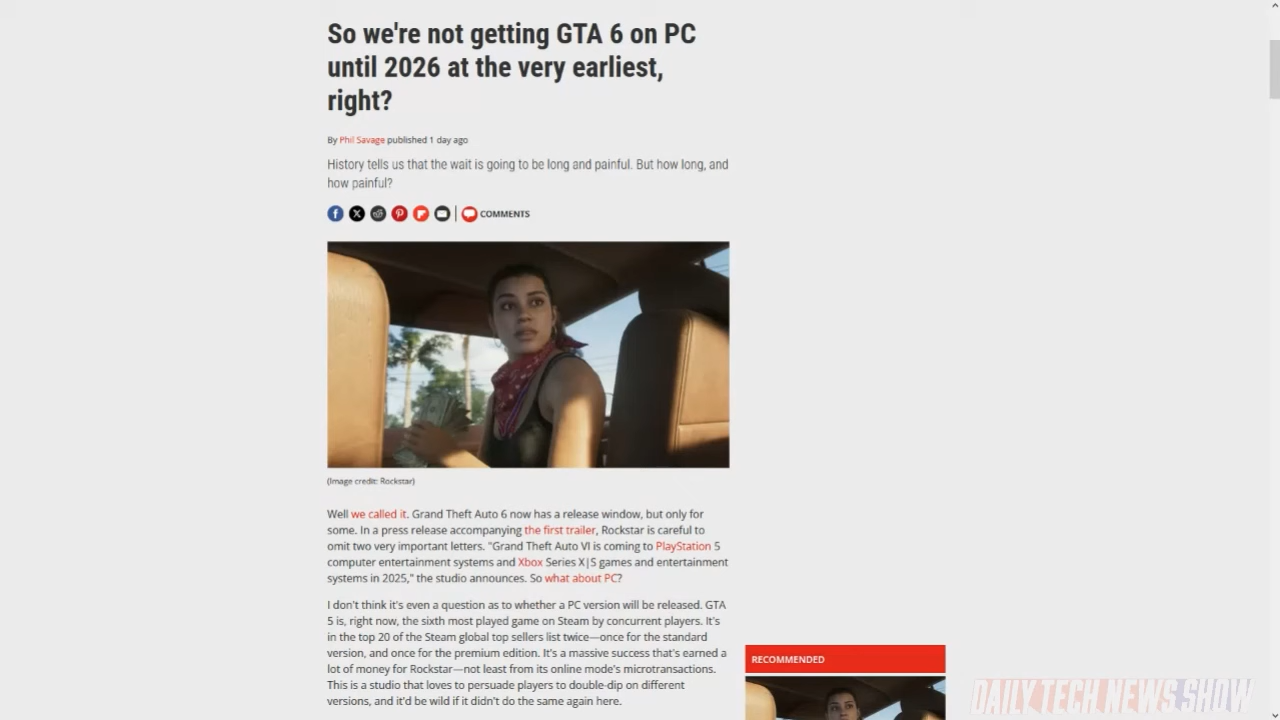 So we're not getting GTA 6 on PC
until 2026 at the very earliest,
right?
By Phil Savage published 1 day ago
History tells us that the wait is going to be long and painful. But how long, and
how painful?
COMMENTS
(Image credit: Rockstar)
Well we called it. Grand Theft Auto 6 now has a release window, but only for
some. In a press release accompanying the first trailer, Rockstar is careful to
omit two very important letters. "Grand Theft Auto VI is coming to PlayStation 5
computer entertainment systems and Xbox Series X|S games and entertainment
systems in 2025," the studio announces. So what about PC?
I don't think it's even a question as to whether a PC version will be released. GTA
5 is, right now, the sixth most played game on Steam by concurrent players. It's
in the top 20 of the Steam global top sellers list twice—once for the standard
version, and once for the premium edition. It's a massive success that's earned a
lot of money for Rockstar—not least from its online mode's microtransactions.
This is a studio that loves to persuade players to double-dip on different
versions, and it'd be wild if it didn't do the same again here.
RECOMMENDED
DAILY TECH NEWS SHOW